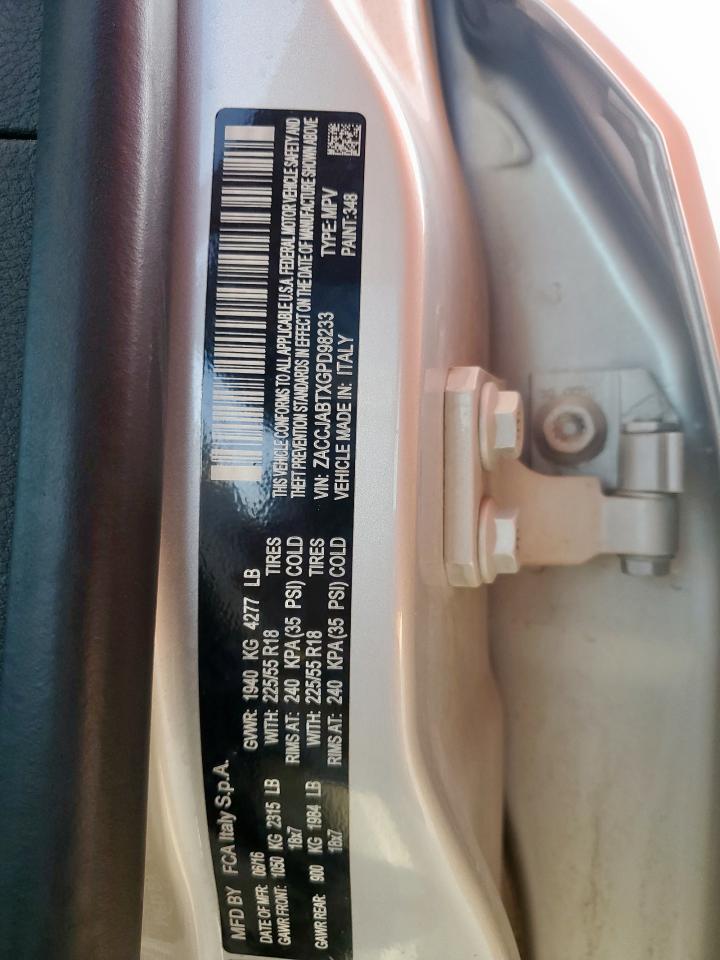 MFD BY FCA Italy S.p.A.
DATE OF MFR: 06/16 GVWR: 1940 KG 4277 LB
GAWR FRONT: 1050 KG 2315 LB WITH: 225/55 R18 TIRES
18x7 RIMS AT: 240 KPA (35 PSI) COLD
GAWR REAR: 900 KG 1984 LB WITH: 225/55 R18 TIRES
18x7 RIMS AT: 240 KPA (35 PSI) COLD
THIS VEHICLE CONFORMS TO ALL APPLICABLE U.S.A. FEDERAL MOTOR VEHICLE SAFETY AND
THEFT PREVENTION STANDARDS IN EFFECT ON THE DATE OF MANUFACTURE SHOWN ABOVE
VIN: ZACCJABTXGPD98233 TYPE: MPV
VEHICLE MADE IN: ITALY PAINT: 348